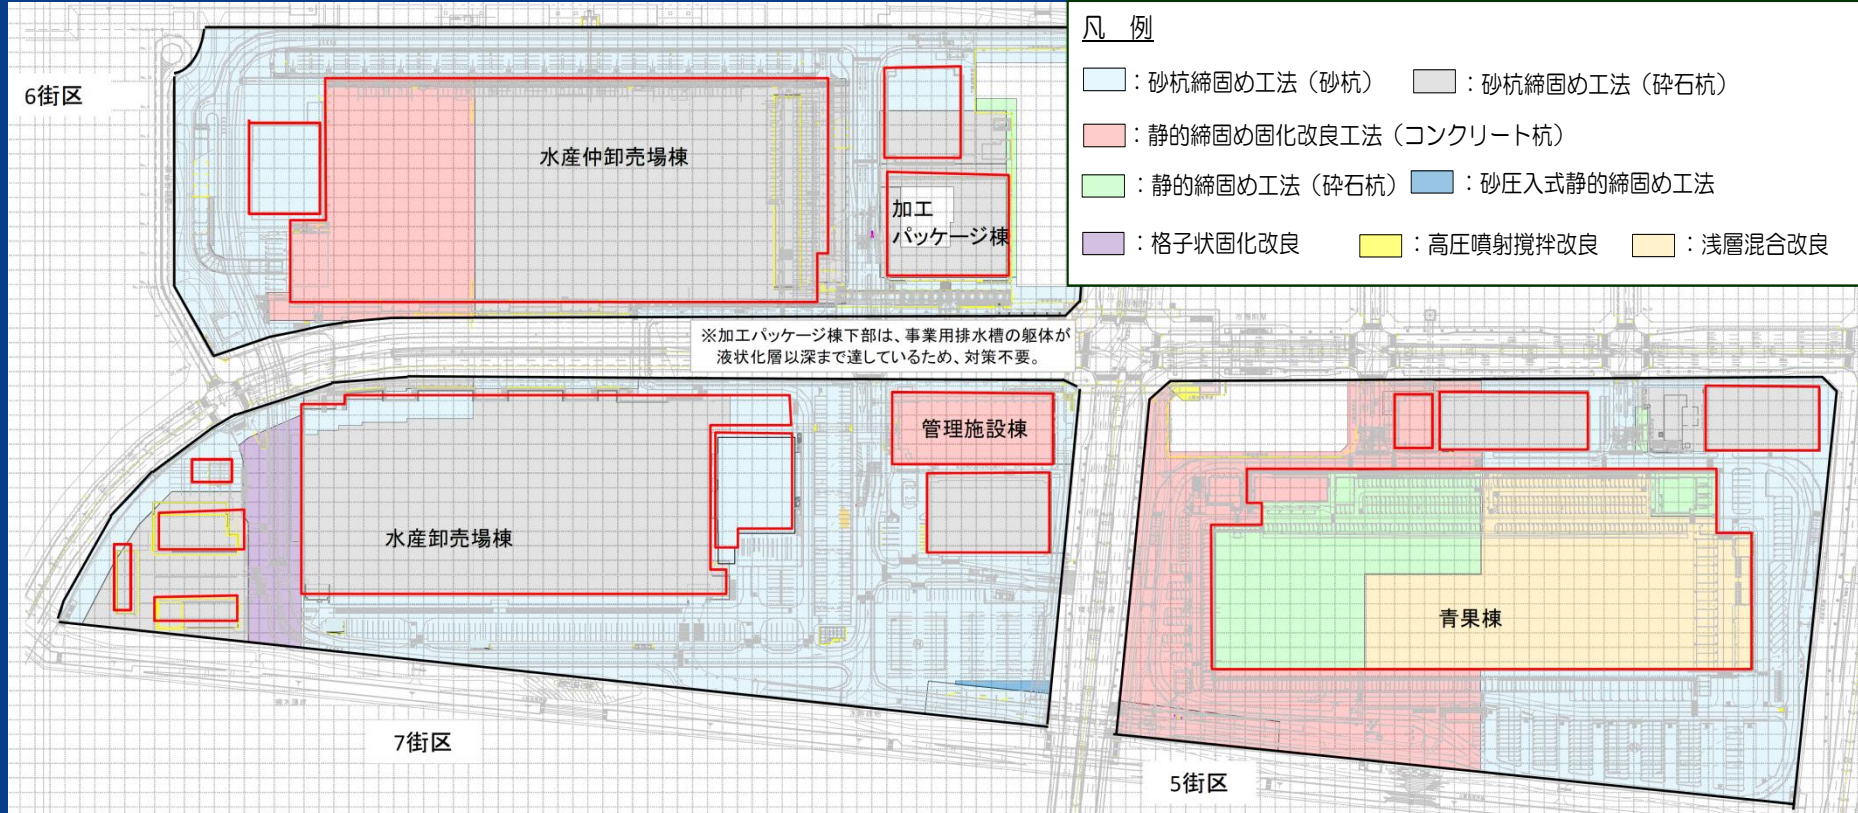 凡　例
：砂杭締固め工法（砂杭）　：砂杭締固め工法（砕石杭）
：静的締固め固化改良工法（コンクリート杭）
：静的締固め工法（砕石杭）　：砂圧入式静的締固め工法
：格子状固化改良　：高圧噴射撹拌改良　：浅層混合改良
6街区
水産仲卸売場棟
加工
パッケージ棟
※加工パッケージ棟下部は、事業用排水槽の躯体が
液状化層以深まで達しているため、対策不要。
管理施設棟
水産卸売場棟
青果棟
7街区
5街区